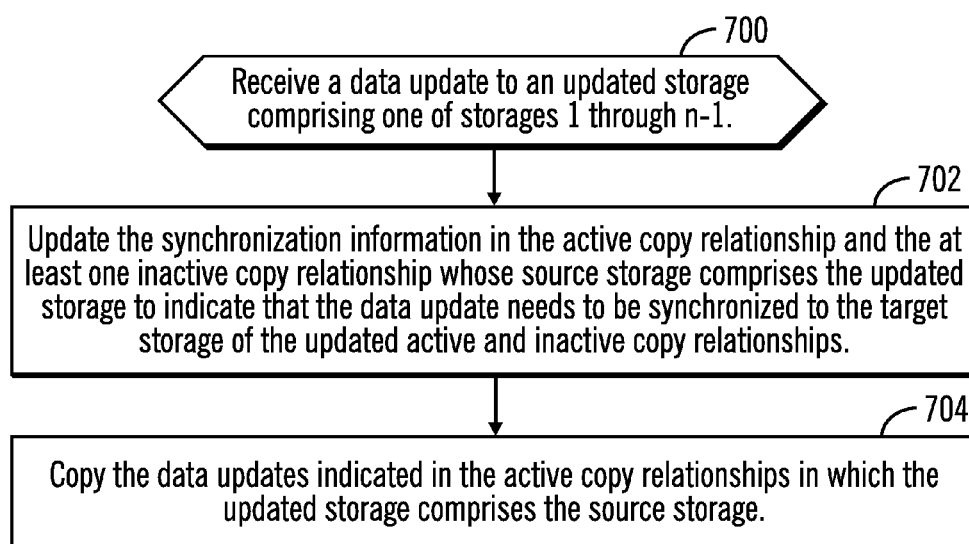 700
Receive a data update to an updated storage
comprising one of storages 1 through n-1.
702
Update the synchronization information in the active copy relationship and the at
least one inactive copy relationship whose source storage comprises the updated
storage to indicate that the data update needs to be synchronized to the target
storage of the updated active and inactive copy relationships.
704
Copy the data updates indicated in the active copy relationships in which the
updated storage comprises the source storage.